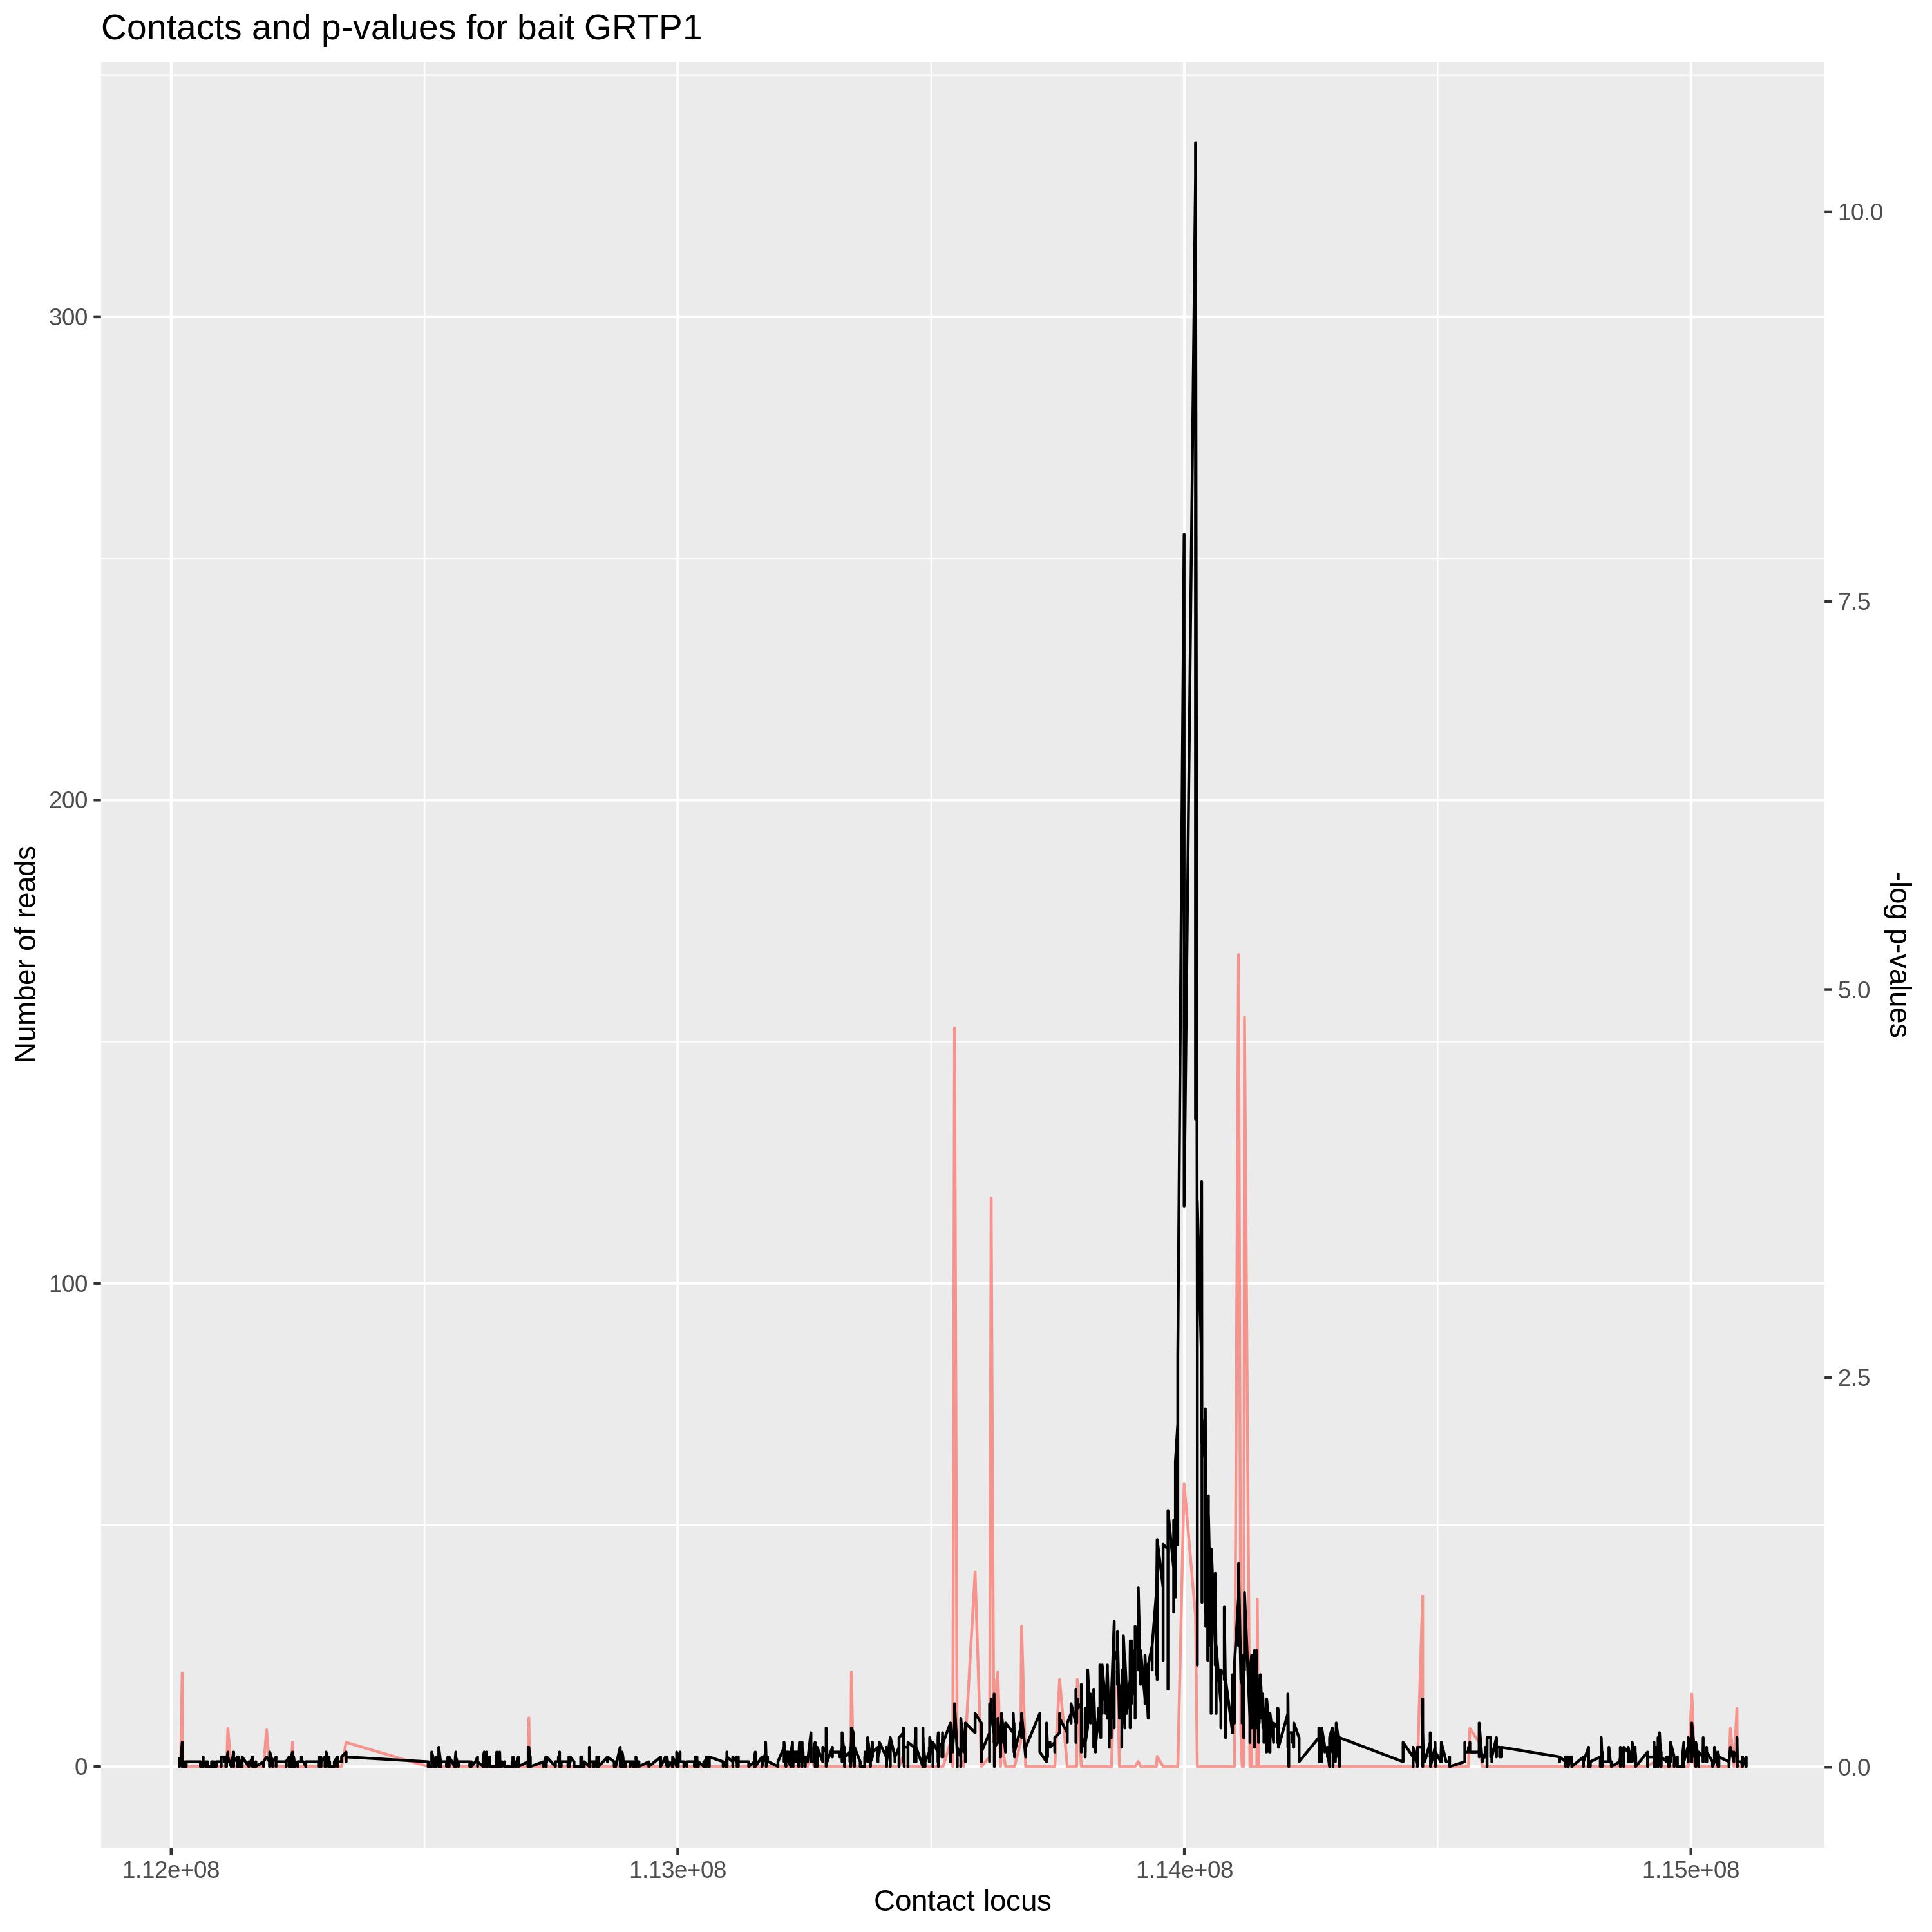 Contacts and p-values for bait GRTP1
300
200
100
0
Number of reads
10.0
7.5
5.0
2.5
0.0
-log p-values
1.12e+08
1.13e+08
1.14e+08
1.15e+08
Contact locus